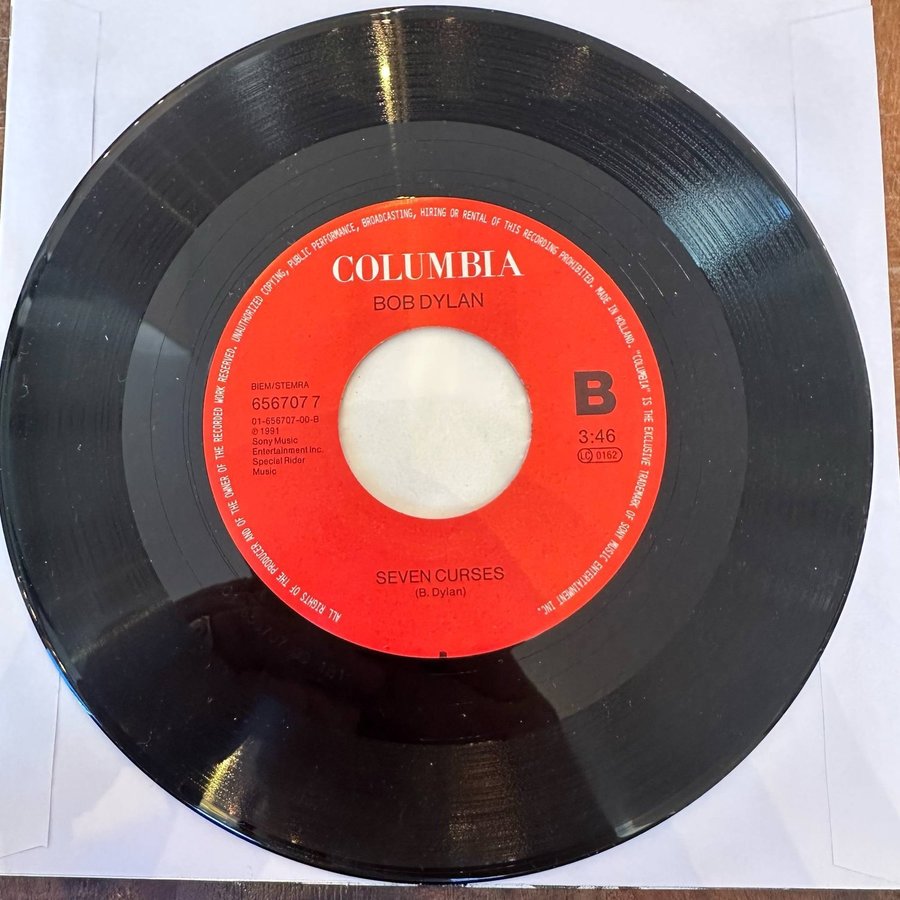 ALL RIGHTS OF THE PRODUCER AND OF THE OWNER OF THE RECORDED WORK RESERVED. UNAUTHORIZED COPYING, PUBLIC PERFORMANCE, BROADCASTING, HIRING OR RENTAL OF THIS RECORDING PROHIBITED. MADE IN HOLLAND. "COLUMBIA" IS THE EXCLUSIVE TRADEMARK OF SONY MUSIC ENTERTAINMENT INC.
COLUMBIA
BOB DYLAN
BIEM/STEMRA
656707 7
01-656707-00-B
℗ 1991
Sony Music
Entertainment Inc.
Special Rider
Music
B
3:46
LC 0162
SEVEN CURSES
(B. Dylan)